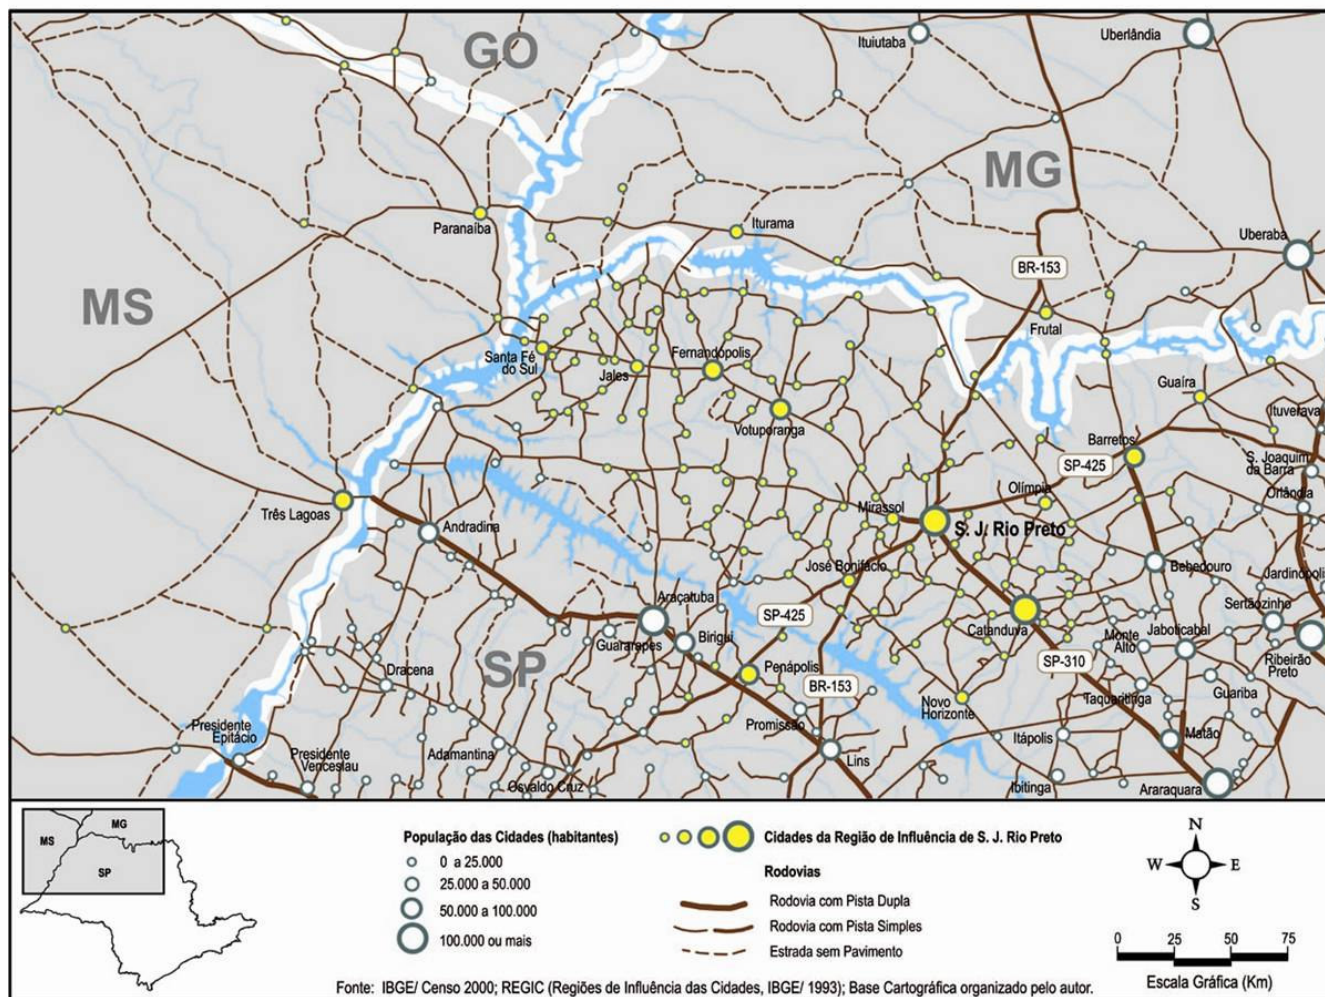 GO
Ituiutaba
Uberlândia
MG
Paranaíba
Iturama
Uberaba
BR-153
MS
Frutal
Santa Fé
do Sul
Jales
Fernandópolis
Guaíra
Votuporanga
Ituverava
Barretos
SP-425
S. Joaquim
da Barra
Três Lagoas
Andradina
Mirassol
Olímpia
Orlândia
S. J. Rio Preto
José Bonifácio
Bebedouro
Jardinópolis
Araçatuba
SP-425
Sertãozinho
Guararapes
Birigui
Catanduva
Monte
Alto
Jaboticabal
SP
SP-310
Ribeirão
Preto
Dracena
Penápolis
BR-153
Taquaritinga
Guariba
Novo
Horizonte
Presidente
Epitácio
Promissão
Itápolis
Matão
Presidente
Venceslau
Adamantina
Lins
Osvaldo Cruz
Ibitinga
Araraquara
MS
MG
SP
População das Cidades (habitantes)
0 a 25.000
25.000 a 50.000
50.000 a 100.000
100.000 ou mais
Cidades da Região de Influência de S. J. Rio Preto
Rodovias
Rodovia com Pista Dupla
Rodovia com Pista Simples
Estrada sem Pavimento
N
W E
S
0 25 50 75
Escala Gráfica (Km)
Fonte: IBGE/ Censo 2000; REGIC (Regiões de Influência das Cidades, IBGE/ 1993); Base Cartográfica organizado pelo autor.